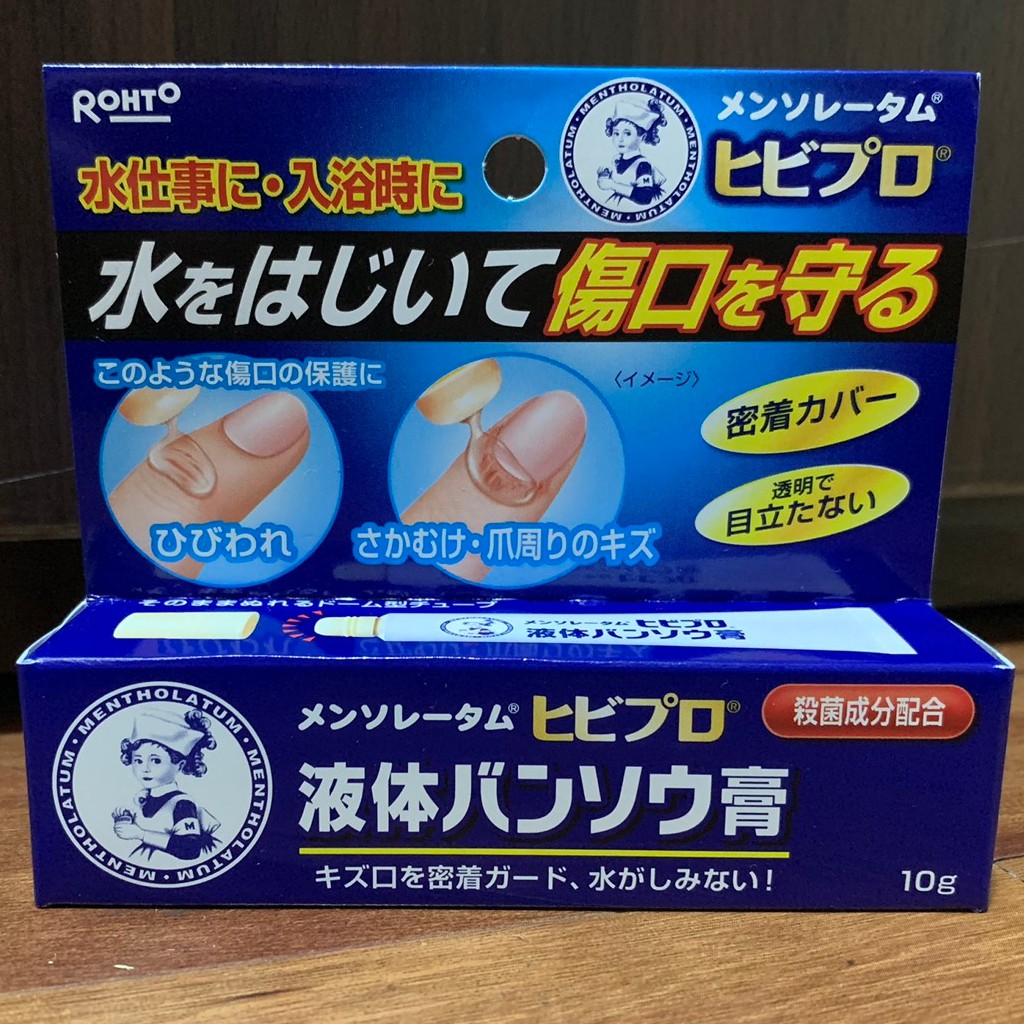 ROHTO
メンソレータム®
ヒビプロ®
MENTHOLATUM・MENTHOLATUM・MENTHOLATUM
水仕事に・入浴時に
水をはじいて傷口を守る
このような傷口の保護に
〈イメージ〉
密着カバー
透明で
目立たない
ひびわれ
さかむけ・爪周りのキズ
そのままぬれるドーム型チューブ
メンソレータム ヒビプロ
液体バンソウ膏
MENTHOLATUM・MENTHOLATUM・MENTHOLATUM
M
メンソレータム® ヒビプロ®
殺菌成分配合
液体バンソウ膏
キズ口を密着ガード、水がしみない!
10g